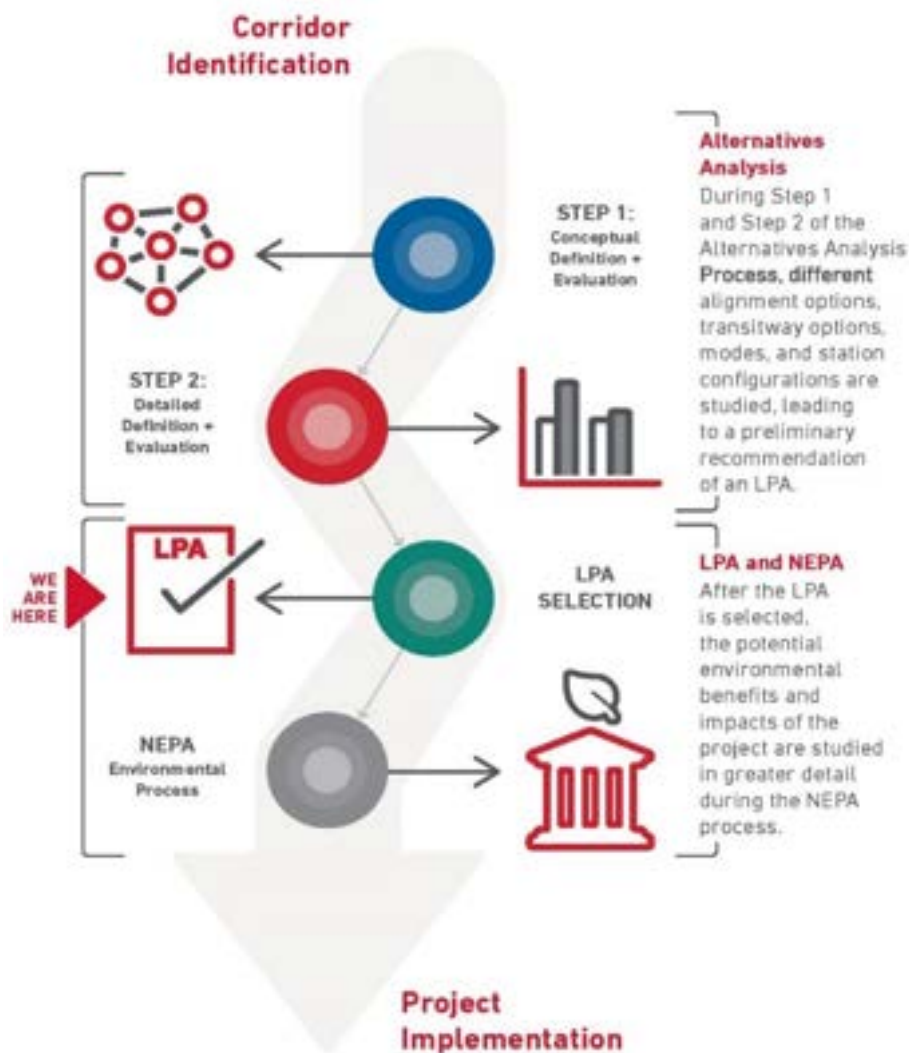 Corridor
Identification
STEP 1:
Conceptual
Definition +
Evaluation
Alternatives
Analysis
During Step 1
and Step 2 of the
Alternatives Analysis
Process, different
alignment options,
transitway options,
modes, and station
configurations are
studied, leading
to a preliminary
recommendation
of an LPA.
STEP 2:
Detailed
Definition +
Evaluation
WE
ARE
HERE
LPA
LPA
SELECTION
LPA and NEPA
After the LPA
is selected,
the potential
environmental
benefits and
impacts of the
project are studied
in greater detail
during the NEPA
process.
NEPA
Environmental
Process
Project
Implementation